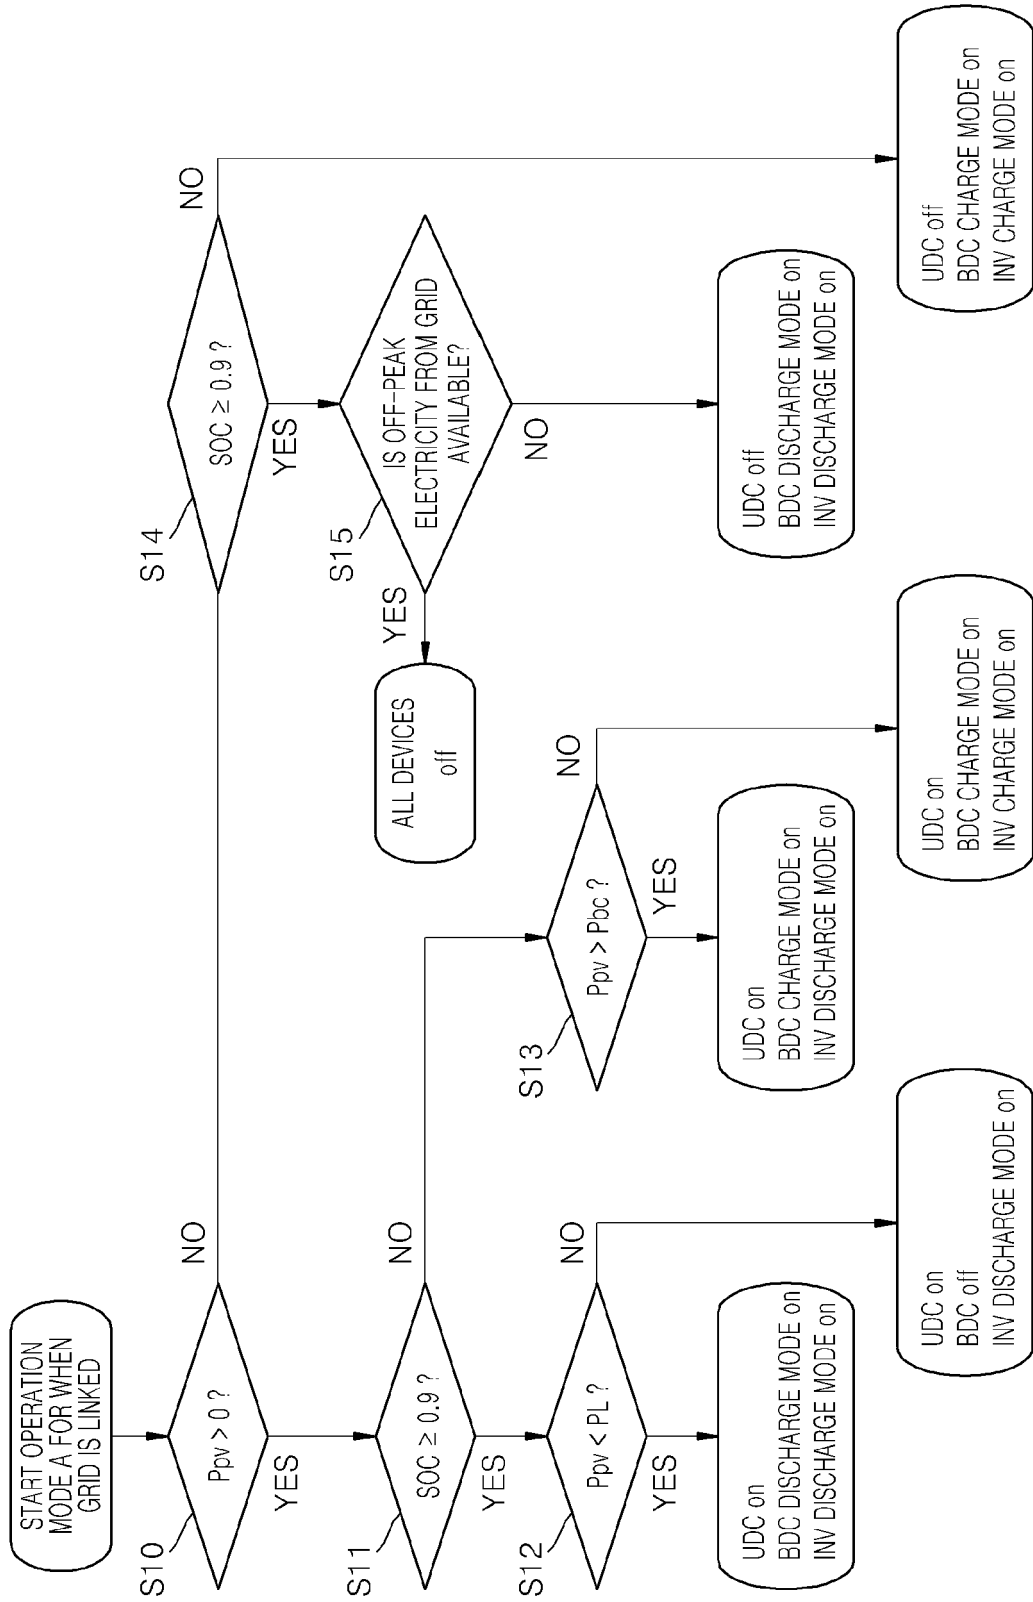 START OPERATION
MODE A FOR WHEN
GRID IS LINKED
S10
Ppv > 0 ?
NO
YES
S11
SOC ≥ 0.9 ?
NO
YES
S12
Ppv < PL ?
NO
YES
UDC on
BDC DISCHARGE MODE on
INV DISCHARGE MODE on
UDC on
BDC off
INV DISCHARGE MODE on
S13
Ppv > Pbc ?
NO
YES
UDC on
BDC CHARGE MODE on
INV DISCHARGE MODE on
UDC on
BDC CHARGE MODE on
INV CHARGE MODE on
S14
SOC ≥ 0.9 ?
NO
YES
S15
IS OFF-PEAK
ELECTRICITY FROM GRID
AVAILABLE?
YES
NO
ALL DEVICES
off
UDC off
BDC DISCHARGE MODE on
INV DISCHARGE MODE on
UDC off
BDC CHARGE MODE on
INV CHARGE MODE on